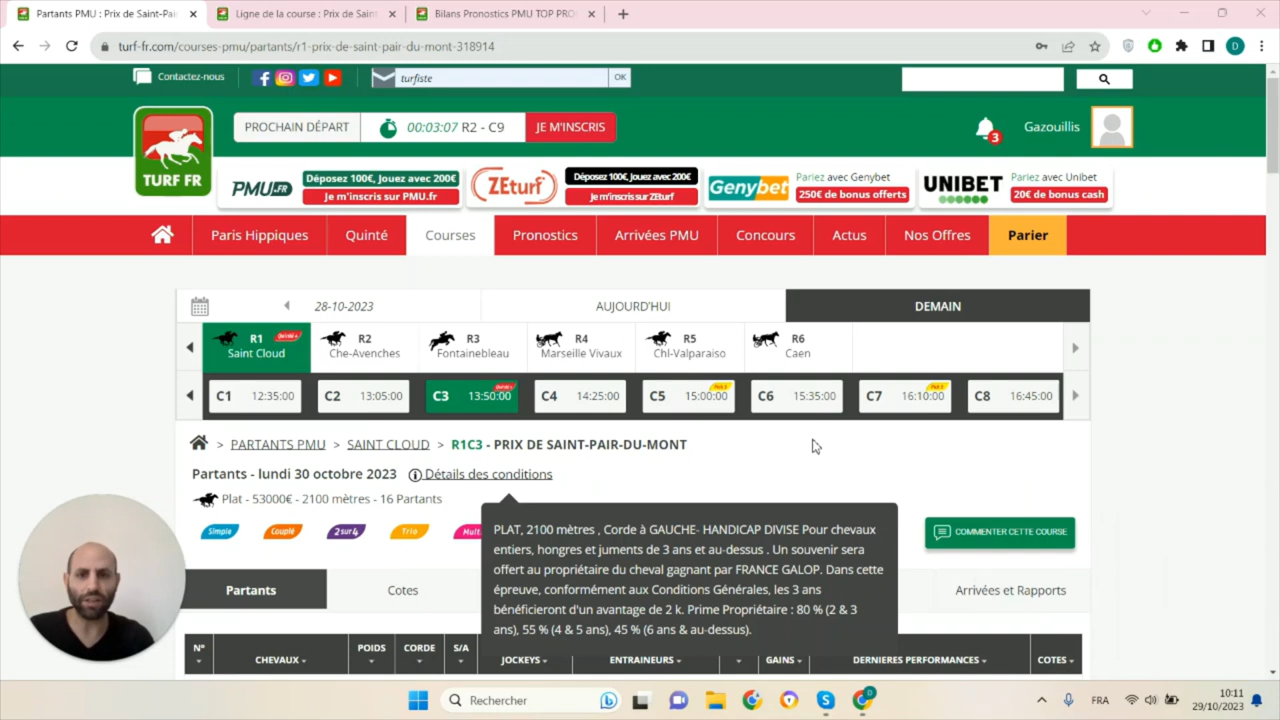 Partants PMU : Prix de Saint-Pai
Ligne de la course : Prix de Saint
Bilans Pronostics PMU TOP PRO
turf-fr.com/courses-pmu/partants/r1-prix-de-saint-pair-du-mont-318914
D
Contactez-nous
turfiste
OK
TURF FR
PROCHAIN DÉPART
00:03:07 R2 - C9
JE M'INSCRIS
3
Gazouillis
PMU.FR
Déposez 100€, Jouez avec 200€
Je m'inscris sur PMU.fr
ZEturf
Déposez 100€, Jouez avec 200€
Je m'inscris sur ZEturf
Genybet
Pariez avec Genybet
250€ de bonus offerts
UNIBET
Pariez avec Unibet
20€ de bonus cash
Paris Hippiques
Quinté
Courses
Pronostics
Arrivées PMU
Concours
Actus
Nos Offres
Parier
28-10-2023
AUJOURD'HUI
DEMAIN
R1
Quinté+
Saint Cloud
R2
Che-Avenches
R3
Fontainebleau
R4
Marseille Vivaux
R5
Chl-Valparaiso
R6
Caen
C1 12:35:00
C2 13:05:00
C3 13:50:00
Quinté+
C4 14:25:00
C5 15:00:00
Pick 5
C6 15:35:00
C7 16:10:00
Pick 5
C8 16:45:00
> PARTANTS PMU > SAINT CLOUD > R1C3 - PRIX DE SAINT-PAIR-DU-MONT
Partants - lundi 30 octobre 2023 Détails des conditions
Plat - 53000€ - 2100 mètres - 16 Partants
Simple
Couplé
2sur4
Trio
Mult
PLAT, 2100 mètres , Corde à GAUCHE- HANDICAP DIVISE Pour chevaux
entiers, hongres et juments de 3 ans et au-dessus . Un souvenir sera
offert au propriétaire du cheval gagnant par FRANCE GALOP. Dans cette
épreuve, conformément aux Conditions Générales, les 3 ans
bénéficieront d'un avantage de 2 k. Prime Propriétaire : 80 % (2 & 3
ans), 55 % (4 & 5 ans), 45 % (6 ans & au-dessus).
COMMENTER CETTE COURSE
Partants
Cotes
Arrivées et Rapports
N°
CHEVAUX
POIDS
CORDE
S/A
JOCKEYS
ENTRAINEURS
GAINS
DERNIERES PERFORMANCES
COTES
Rechercher
D
FRA
10:11
29/10/2023